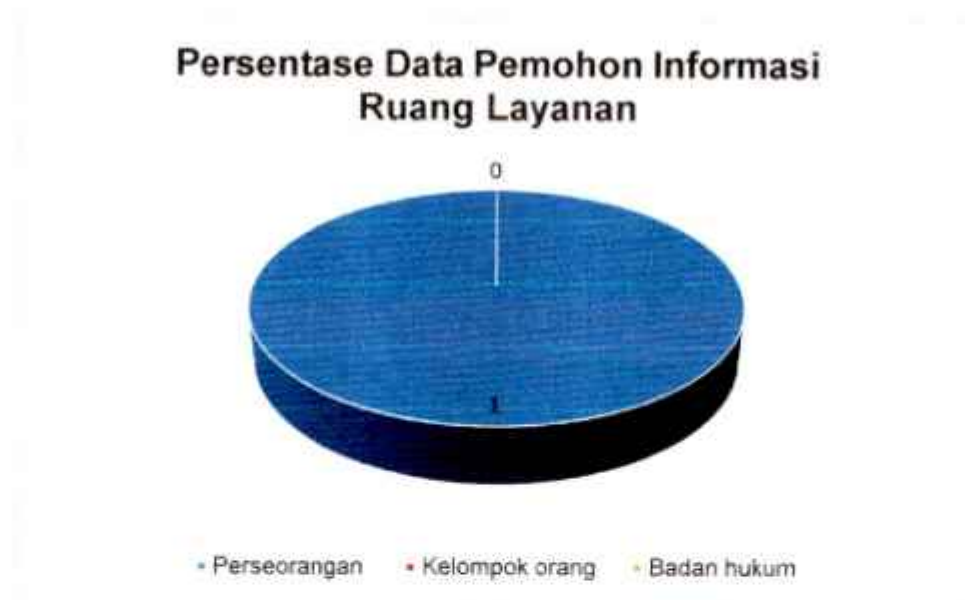 Persentase Data Pemohon Informasi
Ruang Layanan
0
1
Perseorangan Kelompok orang Badan hukum